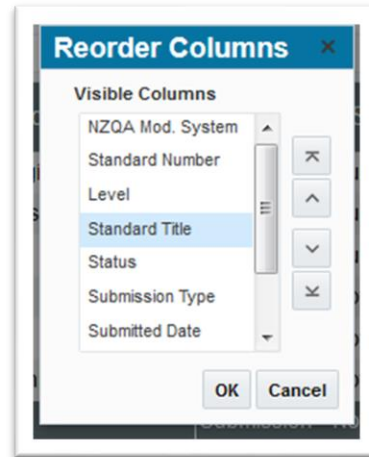 Reorder Columns
Visible Columns
NZQA Mod. System
Standard Number
Level
Standard Title
Status
Submission Type
Submitted Date
OK Cancel